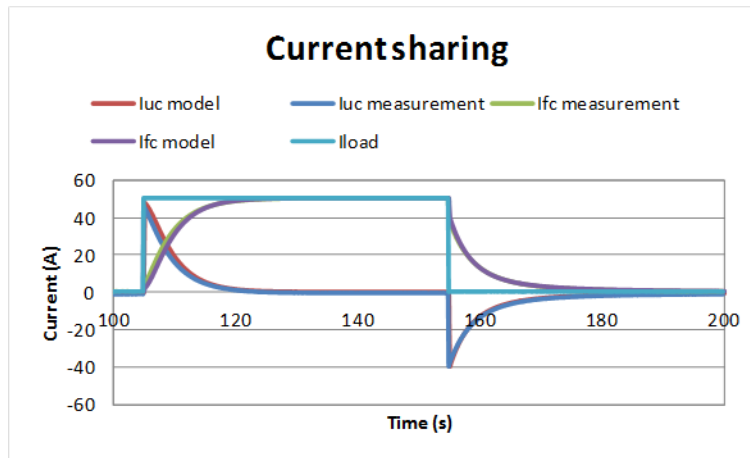 Current sharing
Iuc model Iuc measurement Ifc measurement
Ifc model Iload
60
40
20
0
-20
-40
-60
100 120 140 160 180 200
Current (A)
Time (s)